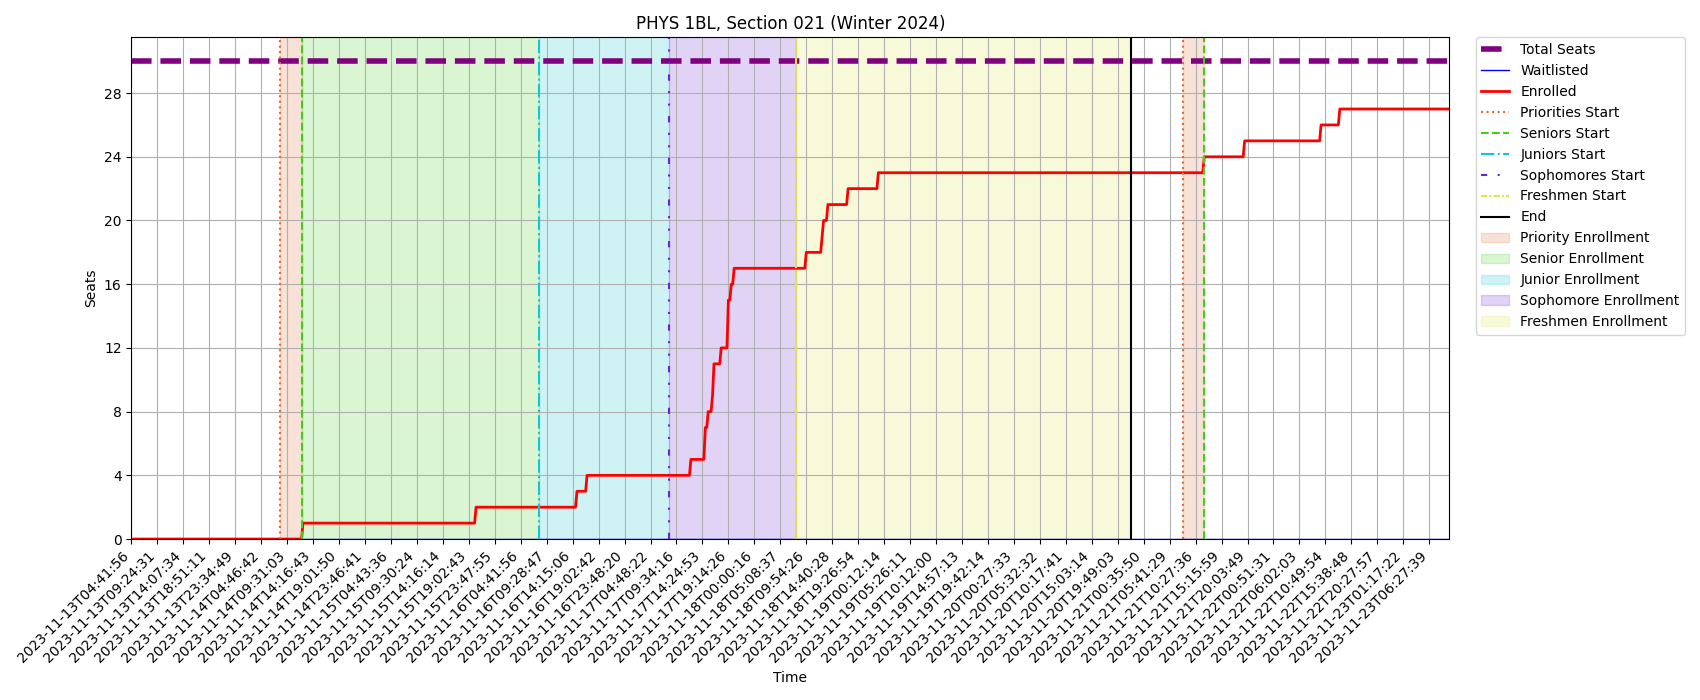 PHYS 1BL, Section 021 (Winter 2024)
Seats
28
24
20
16
12
8
4
0
2023-11-13T04:41:56
2023-11-13T09:24:31
2023-11-13T14:07:34
2023-11-13T18:51:11
2023-11-13T23:34:49
2023-11-14T04:46:42
2023-11-14T09:31:03
2023-11-14T14:16:43
2023-11-14T19:01:50
2023-11-14T23:46:41
2023-11-15T04:43:36
2023-11-15T09:30:24
2023-11-15T14:16:14
2023-11-15T19:02:43
2023-11-15T23:47:55
2023-11-16T04:41:56
2023-11-16T09:28:47
2023-11-16T14:15:06
2023-11-16T19:02:42
2023-11-16T23:48:20
2023-11-17T04:48:22
2023-11-17T09:34:16
2023-11-17T14:24:53
2023-11-17T19:14:26
2023-11-18T00:00:16
2023-11-18T05:08:37
2023-11-18T09:54:26
2023-11-18T14:40:28
2023-11-18T19:26:54
2023-11-19T00:12:14
2023-11-19T05:26:11
2023-11-19T10:12:00
2023-11-19T14:57:13
2023-11-19T19:42:14
2023-11-20T00:27:33
2023-11-20T05:32:32
2023-11-20T10:17:41
2023-11-20T15:03:14
2023-11-20T19:49:03
2023-11-21T00:35:50
2023-11-21T05:41:29
2023-11-21T10:27:36
2023-11-21T15:15:59
2023-11-21T20:03:49
2023-11-22T00:51:31
2023-11-22T06:02:03
2023-11-22T10:49:54
2023-11-22T15:38:48
2023-11-22T20:27:57
2023-11-23T01:17:22
2023-11-23T06:27:39
Time
Total Seats
Waitlisted
Enrolled
Priorities Start
Seniors Start
Juniors Start
Sophomores Start
Freshmen Start
End
Priority Enrollment
Senior Enrollment
Junior Enrollment
Sophomore Enrollment
Freshmen Enrollment